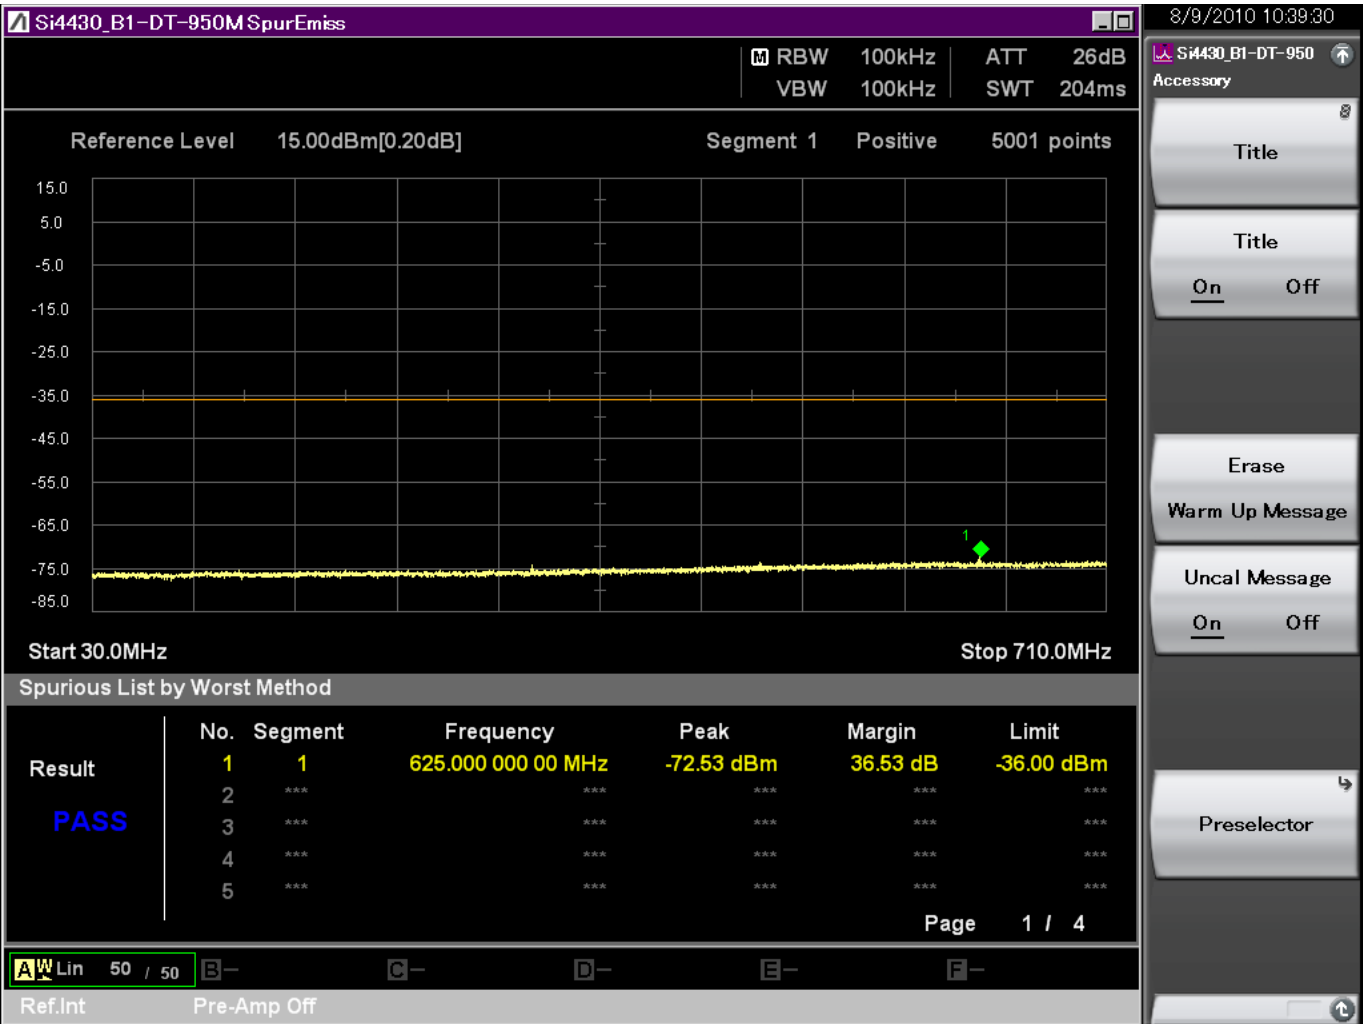 Si4430_B1-DT-950M SpurEmiss
8/9/2010 10:39:30
M RBW 100kHz ATT 26dB
VBW 100kHz SWT 204ms
Si4430_B1-DT-950
Accessory
Reference Level 15.00dBm[0.20dB] Segment 1 Positive 5001 points
Title
Title
On Off
Erase
Warm Up Message
Uncal Message
On Off
Preselector
15.0
5.0
-5.0
-15.0
-25.0
-35.0
-45.0
-55.0
-65.0
-75.0
-85.0
1
Start 30.0MHz Stop 710.0MHz
Spurious List by Worst Method
No. Segment Frequency Peak Margin Limit
1 1 625.000 000 00 MHz -72.53 dBm 36.53 dB -36.00 dBm
2 *** *** *** *** ***
3 *** *** *** *** ***
4 *** *** *** *** ***
5 *** *** *** *** ***
Result
PASS
Page 1 / 4
A W Lin 50 / 50 B- C- D- E- F-
Ref.Int Pre-Amp Off